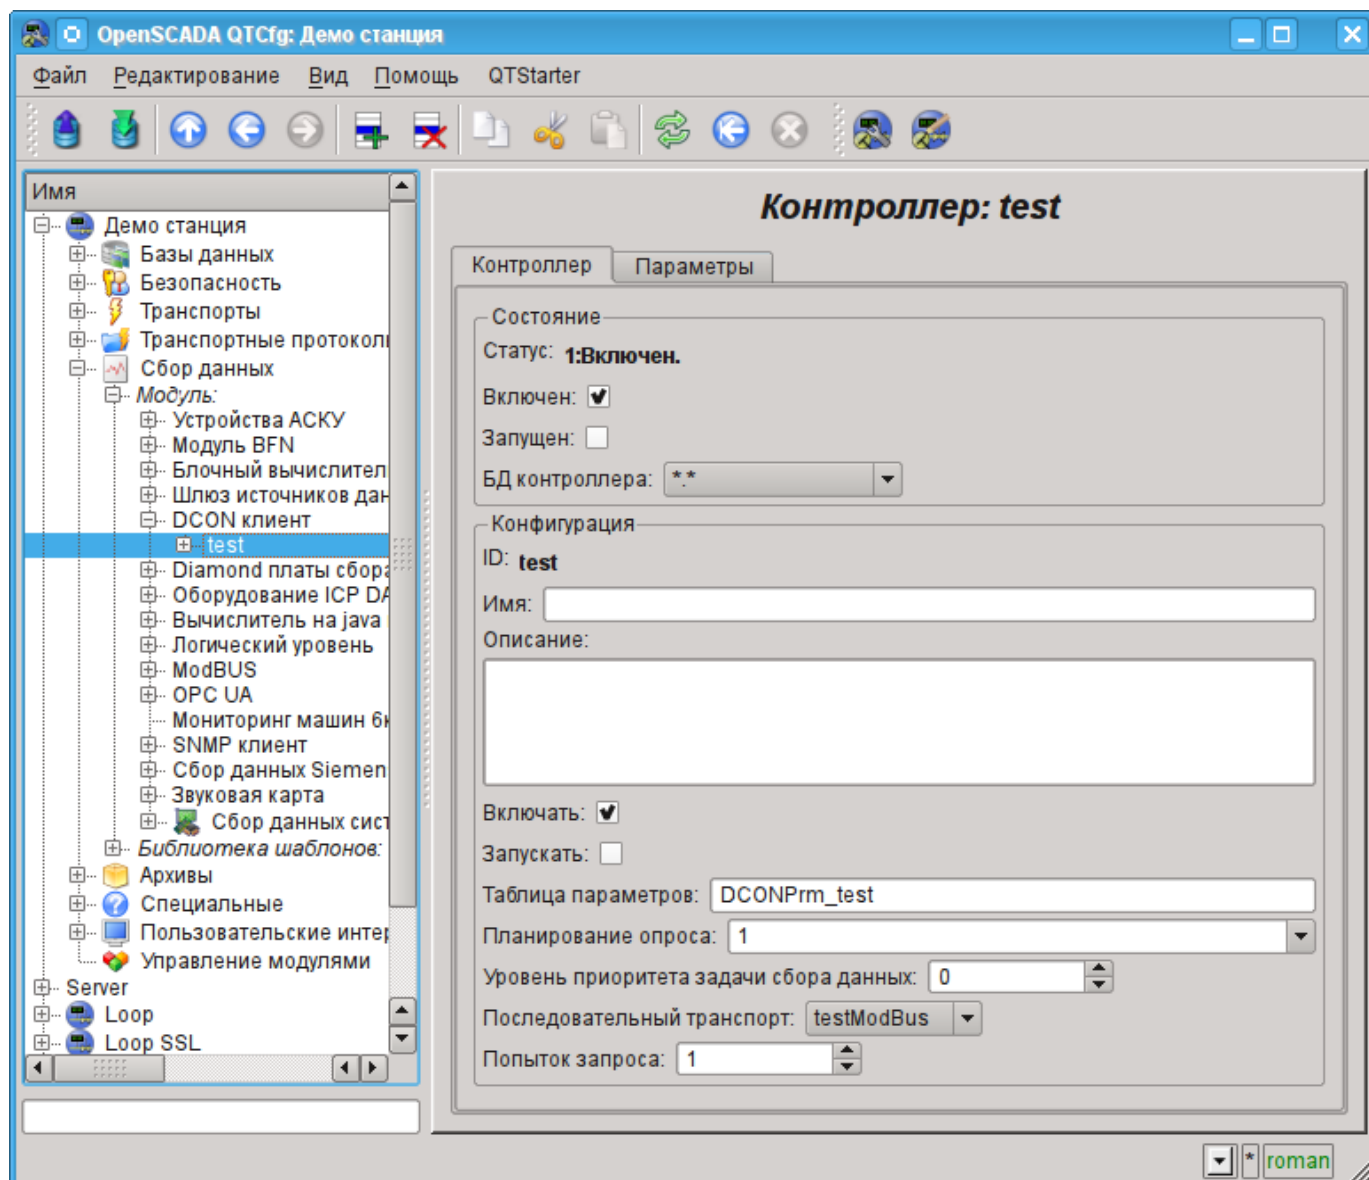 OpenSCADA QTCfg: Демо станция
Файл Редактирование Вид Помощь QTStarter
Имя
Демо станция
Базы данных
Безопасность
Транспорты
Транспортные протокол
Сбор данных
Модуль:
Устройства АСКУ
Модуль BFN
Блочный вычислител
Шлюз источников дан
DCON клиент
test
Diamond платы сбора
Оборудование ICP DA
Вычислитель на java
Логический уровень
ModBUS
OPC UA
Мониторинг машин 6к
SNMP клиент
Сбор данных Siemen
Звуковая карта
Сбор данных сист
Библиотека шаблонов:
Архивы
Специальные
Пользовательские интер
Управление модулями
Server
Loop
Loop SSL
Контроллер: test
Контроллер Параметры
Состояние
Статус: 1:Включен.
Включен:
Запущен:
БД контроллера: *.*
Конфигурация
ID: test
Имя:
Описание:
Включать:
Запускать:
Таблица параметров: DCONPrm_test
Планирование опроса: 1
Уровень приоритета задачи сбора данных: 0
Последовательный транспорт: testModBus
Попыток запроса: 1
* roman